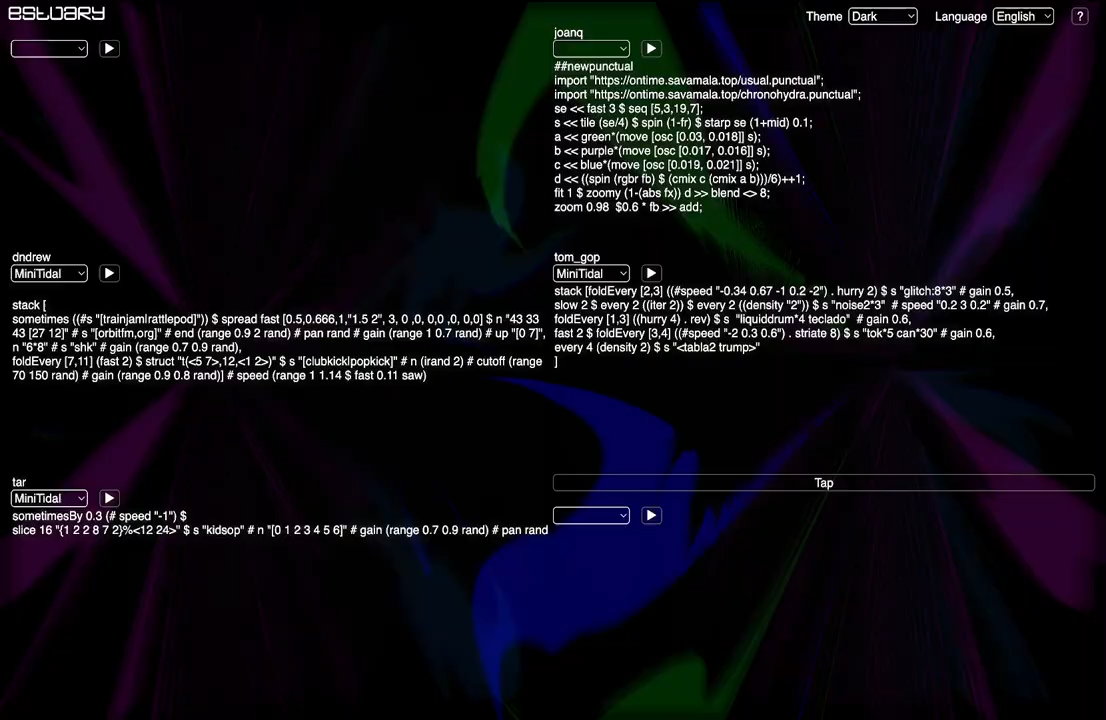 estuary
Theme Dark Language English ?
joanq
##newpunctual
import "https://ontime.savamala.top/usual.punctual";
import "https://ontime.savamala.top/chronohydra.punctual";
se << fast 3 $ seq [5,3,19,7];
s << tile (se/4) $ spin (1-fr) $ starp se (1+mid) 0.1;
a << green*(move [osc [0.03, 0.018]] s);
b << purple*(move [osc [0.017, 0.016]] s);
c << blue*(move [osc [0.019, 0.021]] s);
d << ((spin (rgbr fb) $ (cmix c (cmix a b)))/6)++1;
fit 1 $ zoomy (1-(abs fx)) d >> blend <> 8;
zoom 0.98  $0.6 * fb >> add;
dndrew
MiniTidal
stack [
sometimes ((#s "[trainjam|rattlepod]")) $ spread fast [0.5,0.666,1,"1.5 2", 3, 0 ,0, 0,0 ,0, 0,0] $ n "43 33
43 [27 12]" # s "[orbitfm,org]" # end (range 0.9 2 rand) # pan rand # gain (range 1 0.7 rand) # up "[0 7]",
n "6*8" # s "shk" # gain (range 0.7 0.9 rand),
foldEvery [7,11] (fast 2) $ struct "t(<5 7>,12,<1 2>)" $ s "[clubkick|popkick]" # n (irand 2) # cutoff (range
70 150 rand) # gain (range 0.9 0.8 rand)] # speed (range 1 1.14 $ fast 0.11 saw)
tom_gop
MiniTidal
stack [foldEvery [2,3] ((#speed "-0.34 0.67 -1 0.2 -2") . hurry 2) $ s "glitch:8*3" # gain 0.5,
slow 2 $ every 2 ((iter 2)) $ every 2 ((density "2")) $ s "noise2*3"  # speed "0.2 3 0.2" # gain 0.7,
foldEvery [1,3] ((hurry 4) . rev) $ s  "liquiddrum*4 teclado"  # gain 0.6,
fast 2 $ foldEvery [3,4] ((#speed "-2 0.3 0.6") . striate 8) $ s "tok*5 can*30" # gain 0.6,
every 4 (density 2) $ s "<tabla2 trump>"
]
tar
MiniTidal
sometimesBy 0.3 (# speed "-1") $
slice 16 "{1 2 2 8 7 2}%<12 24>" $ s "kidsop" # n "[0 1 2 3 4 5 6]" # gain (range 0.7 0.9 rand) # pan rand
Tap